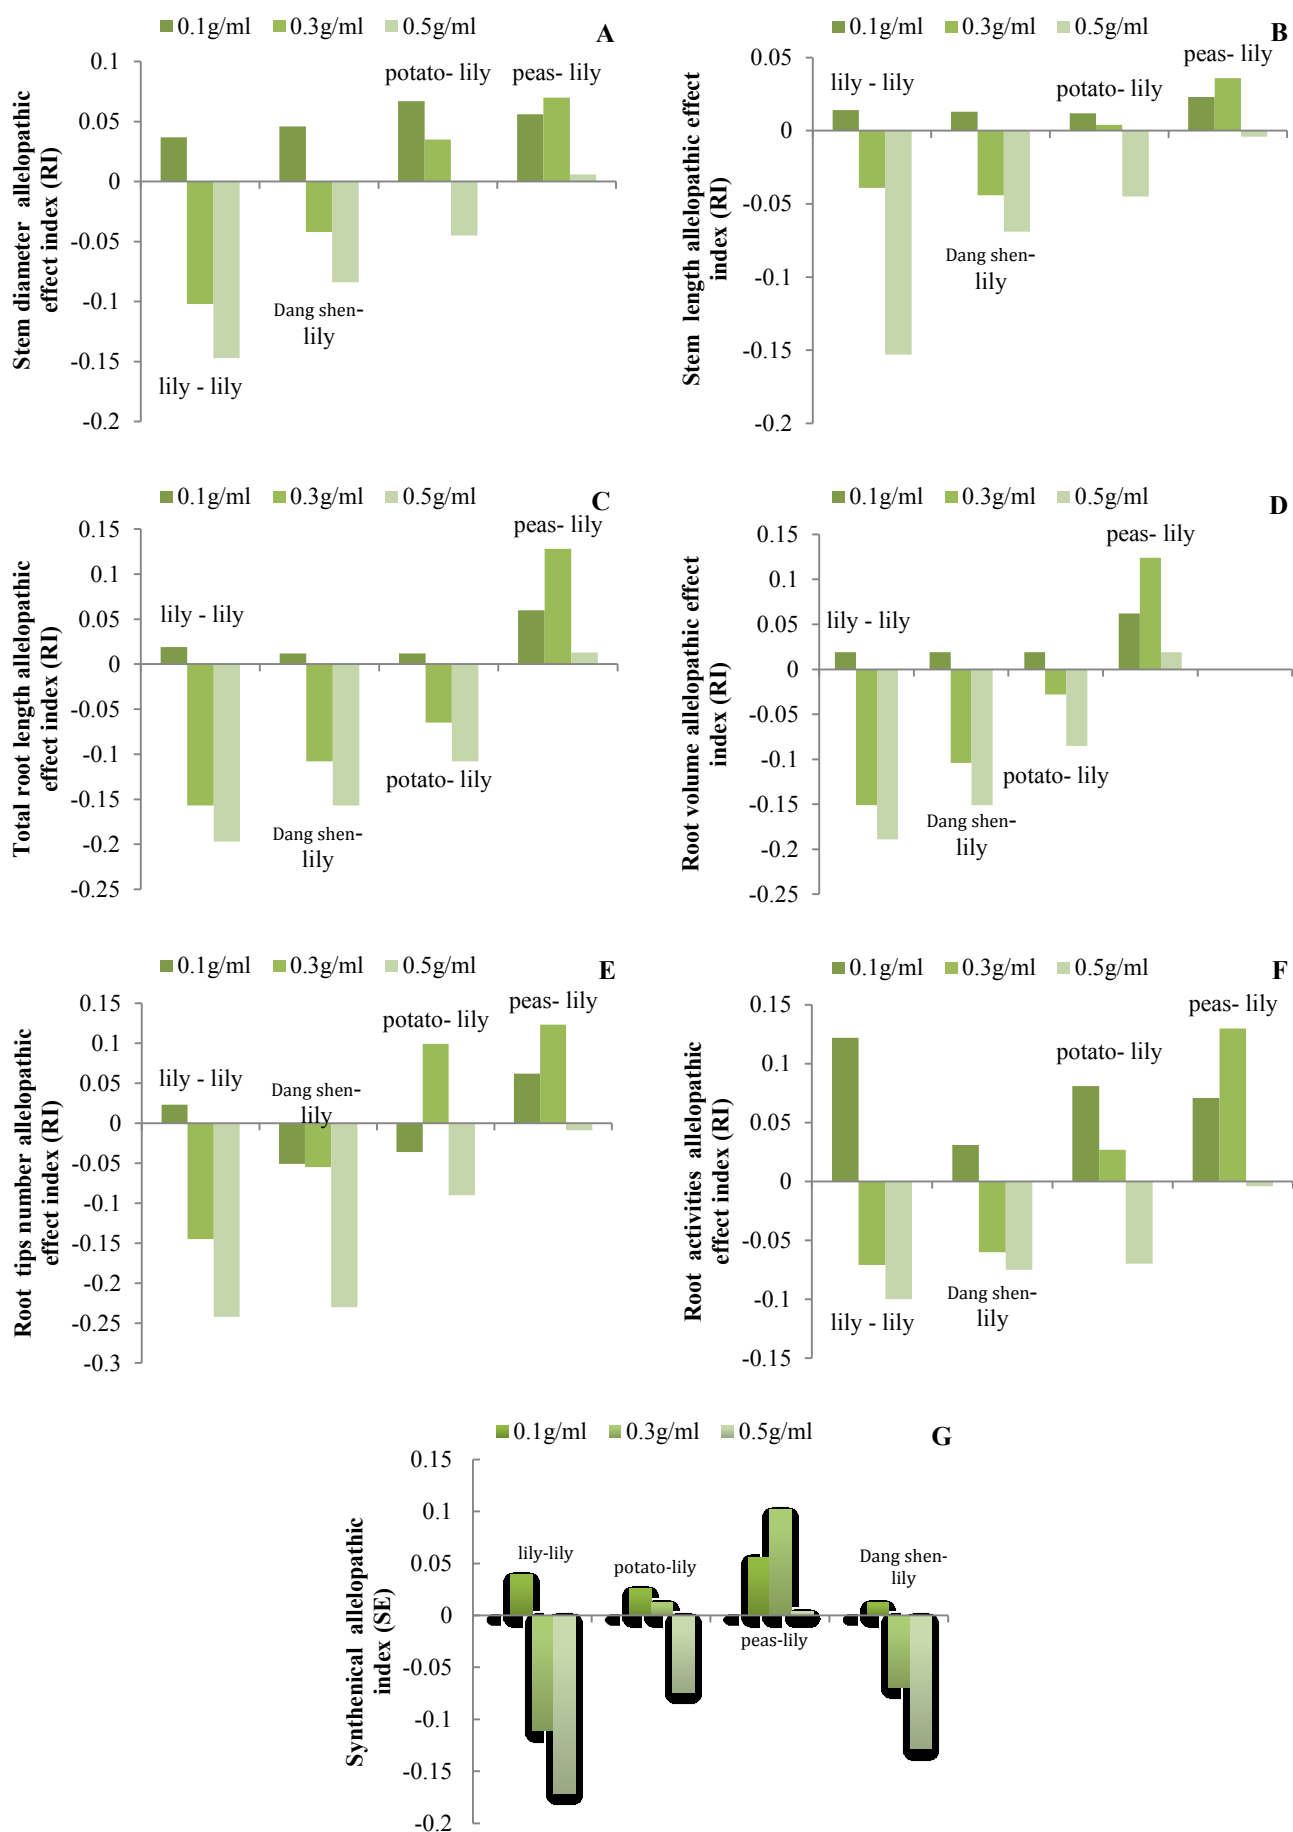 0.1g/ml 0.3g/ml 0.5g/ml A
Stem diameter allelopathic
effect index (RI)
0.1
0.05
0
-0.05
-0.1
-0.15
-0.2
potato- lily
peas- lily
Dang shen-
lily
lily - lily
0.1g/ml 0.3g/ml 0.5g/ml B
Stem length allelopathic effect
index (RI)
0.05
0
-0.05
-0.1
-0.15
-0.2
lily - lily
potato- lily
peas- lily
Dang shen-
lily
0.1g/ml 0.3g/ml 0.5g/ml C
Total root length allelopathic
effect index (RI)
0.15
0.1
0.05
0
-0.05
-0.1
-0.15
-0.2
-0.25
peas- lily
lily - lily
potato- lily
Dang shen-
lily
0.1g/ml 0.3g/ml 0.5g/ml D
Root volume allelopathic effect
index (RI)
0.15
0.1
0.05
0
-0.05
-0.1
-0.15
-0.2
-0.25
peas- lily
lily - lily
potato- lily
Dang shen-
lily
0.1g/ml 0.3g/ml 0.5g/ml E
Root tips number allelopathic
effect index (RI)
0.15
0.1
0.05
0
-0.05
-0.1
-0.15
-0.2
-0.25
-0.3
peas- lily
potato- lily
lily - lily
Dang shen-
lily
0.1g/ml 0.3g/ml 0.5g/ml F
Root activities allelopathic
effect index (RI)
0.15
0.1
0.05
0
-0.05
-0.1
-0.15
peas- lily
potato- lily
Dang shen-
lily
lily - lily
0.1g/ml 0.3g/ml 0.5g/ml G
Synthenical allelopathic
index (SE)
0.15
0.1
0.05
0
-0.05
-0.1
-0.15
-0.2
lily-lily
potato-lily
peas-lily
Dang shen-
lily